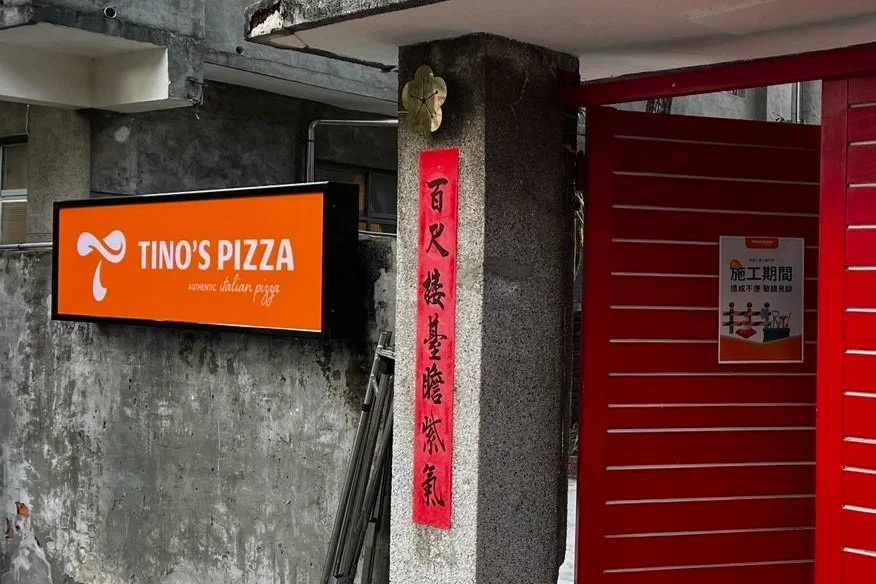 TINO'S PIZZA
AUTHENTIC italian pizza
百尺楼臺瞻紫氣
施工期間
造成不便 敬請見諒